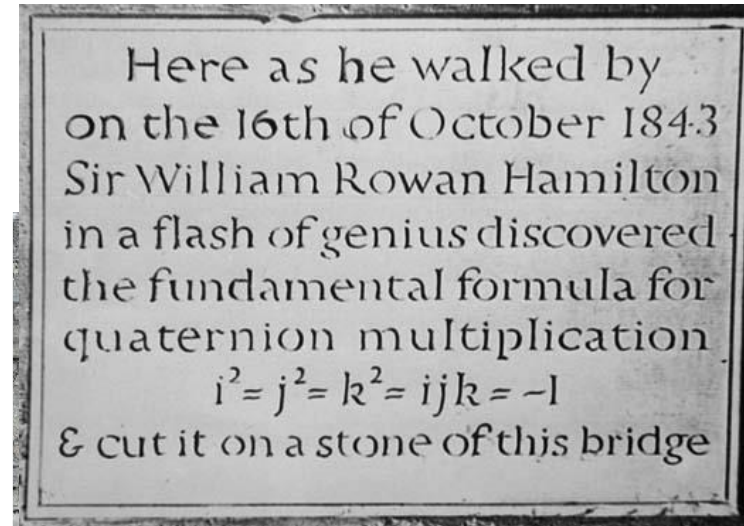 Here as he walked by
on the 16th of October 1843
Sir William Rowan Hamilton
in a flash of genius discovered
the fundamental formula for
quaternion multiplication
i² = j² = k² = ijk = −1
& cut it on a stone of this bridge